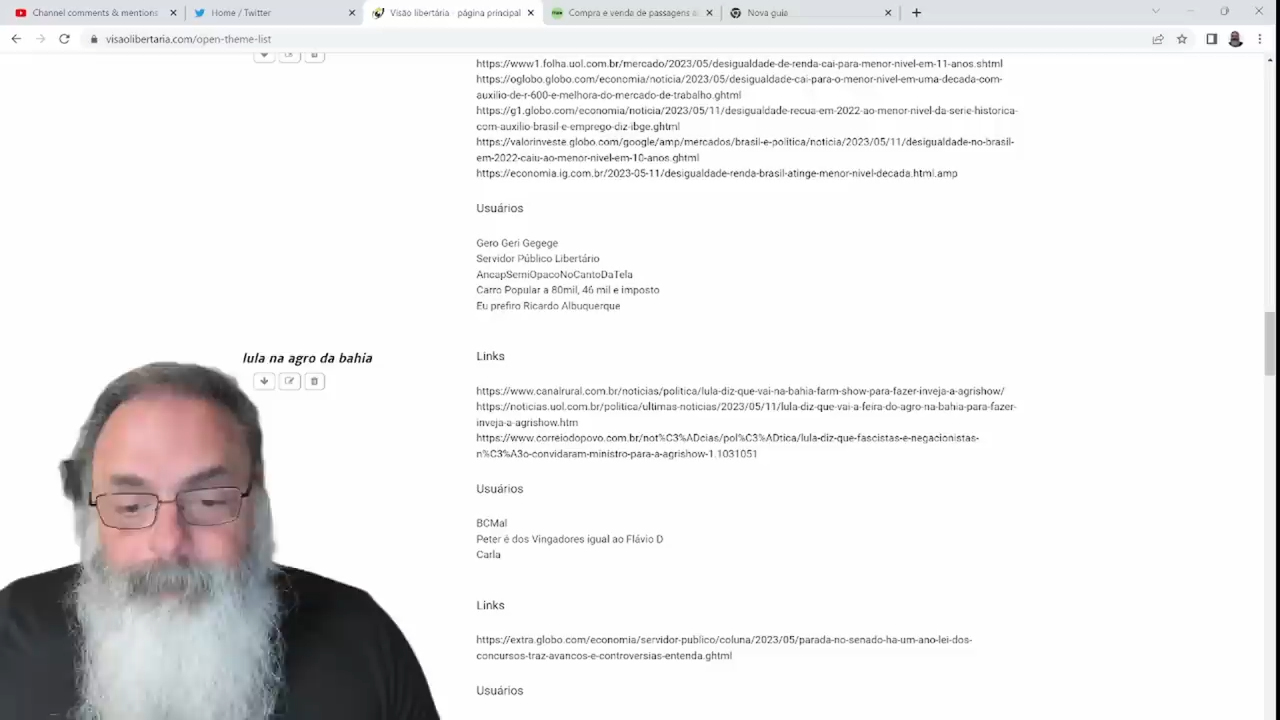 Channel comments & mentions
Home / Twitter
Visão libertária - página principal
Compra e venda de passagens a
Nova guia
visaolibertaria.com/open-theme-list
https://www1.folha.uol.com.br/mercado/2023/05/desigualdade-de-renda-cai-para-menor-nivel-em-11-anos.shtml
https://oglobo.globo.com/economia/noticia/2023/05/desigualdade-cai-para-o-menor-nivel-em-uma-decada-com-
auxilio-de-r-600-e-melhora-do-mercado-de-trabalho.ghtml
https://g1.globo.com/economia/noticia/2023/05/11/desigualdade-recua-em-2022-ao-menor-nivel-da-serie-historica-
com-auxilio-brasil-e-emprego-diz-ibge.ghtml
https://valorinveste.globo.com/google/amp/mercados/brasil-e-politica/noticia/2023/05/11/desigualdade-no-brasil-
em-2022-caiu-ao-menor-nivel-em-10-anos.ghtml
https://economia.ig.com.br/2023-05-11/desigualdade-renda-brasil-atinge-menor-nivel-decada.html.amp
Usuários
Gero Geri Gegege
Servidor Público Libertário
AncapSemiOpacoNoCantoDaTela
Carro Popular a 80mil, 46 mil e imposto
Eu prefiro Ricardo Albuquerque
lula na agro da bahia
Links
https://www.canalrural.com.br/noticias/politica/lula-diz-que-vai-na-bahia-farm-show-para-fazer-inveja-a-agrishow/
https://noticias.uol.com.br/politica/ultimas-noticias/2023/05/11/lula-diz-que-vai-a-feira-do-agro-na-bahia-para-fazer-
inveja-a-agrishow.htm
https://www.correiodopovo.com.br/not%C3%ADcias/pol%C3%ADtica/lula-diz-que-fascistas-e-negacionistas-
n%C3%A3o-convidaram-ministro-para-a-agrishow-1.1031051
Usuários
BCMal
Peter é dos Vingadores igual ao Flávio D
Carla
Links
https://extra.globo.com/economia/servidor-publico/coluna/2023/05/parada-no-senado-ha-um-ano-lei-dos-
concursos-traz-avancos-e-controversias-entenda.ghtml
Usuários